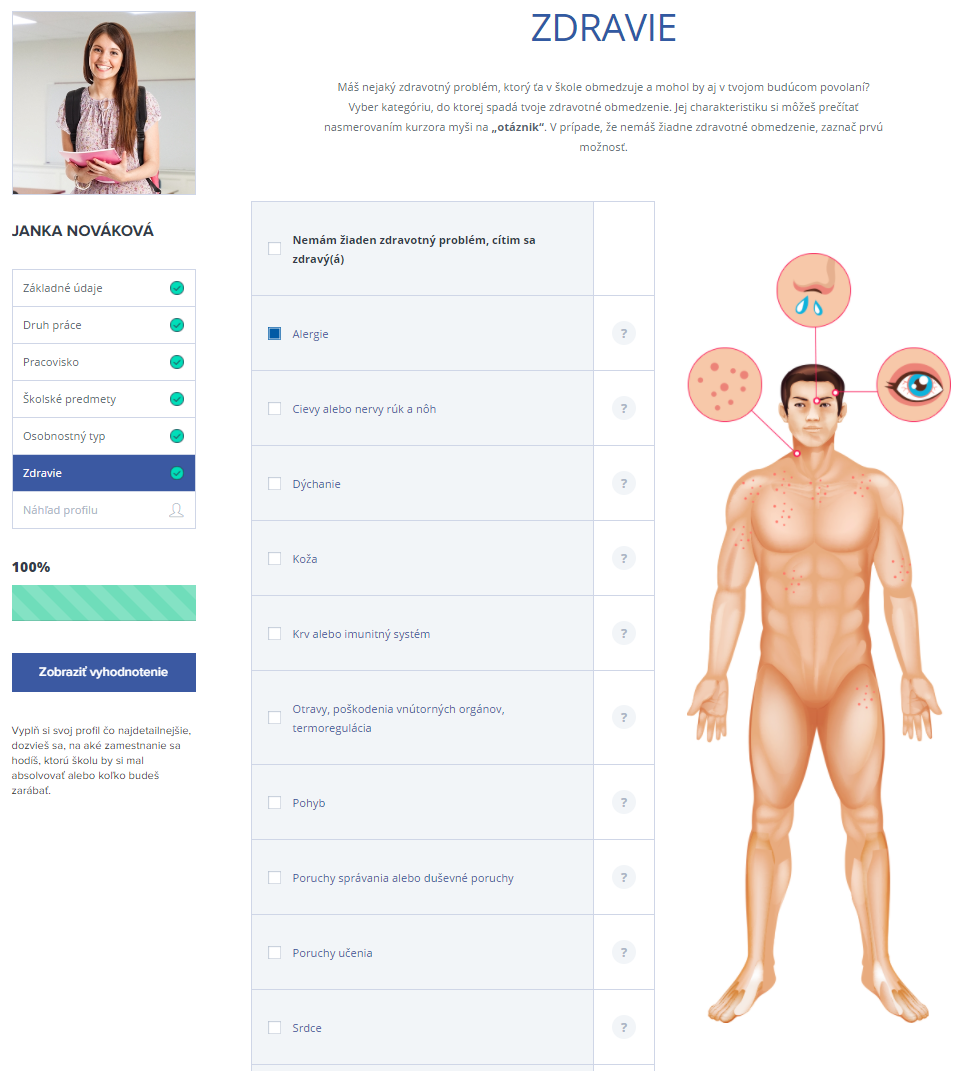 ZDRAVIE
Máš nejaký zdravotný problém, ktorý ťa v škole obmedzuje a mohol by aj v tvojom budúcom povolaní?
Vyber kategóriu, do ktorej spadá tvoje zdravotné obmedzenie. Jej charakteristiku si môžeš prečítať
nasmerovaním kurzora myši na „otáznik“. V prípade, že nemáš žiadne zdravotné obmedzenie, zaznač prvú
možnosť.
JANKA NOVÁKOVÁ
Základné údaje
Druh práce
Pracovisko
Školské predmety
Osobnostný typ
Zdravie
Náhľad profilu
100%
Zobraziť vyhodnotenie
Vyplň si svoj profil čo najdetailnejšie,
dozvieš sa, na aké zamestnanie sa
hodíš, ktorú školu by si mal
absolvovať alebo koľko budeš
zarábať.
Nemám žiaden zdravotný problém, cítim sa
zdravý(á)
Alergie ?
Cievy alebo nervy rúk a nôh ?
Dýchanie ?
Koža ?
Krv alebo imunitný systém ?
Otravy, poškodenia vnútorných orgánov,
termoregulácia ?
Pohyb ?
Poruchy správania alebo duševné poruchy ?
Poruchy učenia ?
Srdce ?